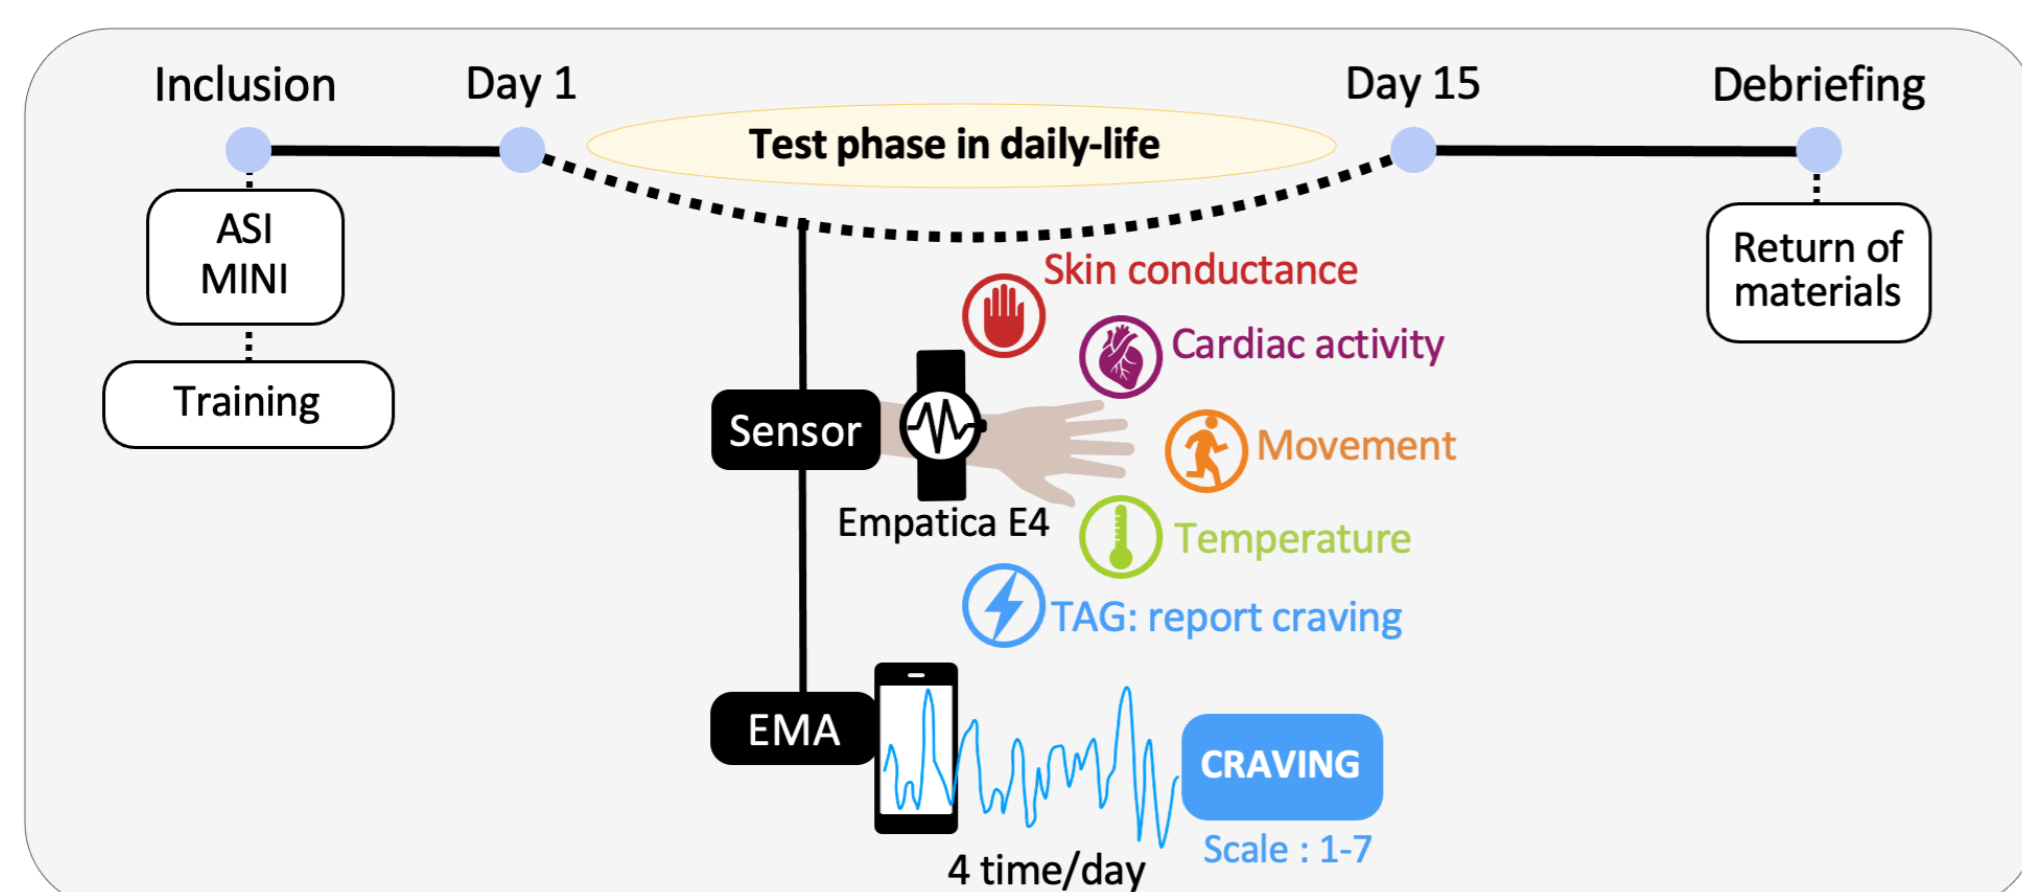 Inclusion
Day 1
Day 15
Debriefing
Test phase in daily-life
ASI
MINI
Training
Return of
materials
Skin conductance
Cardiac activity
Sensor
Movement
Empatica E4
Temperature
TAG: report craving
EMA
CRAVING
Scale : 1-7
4 time/day